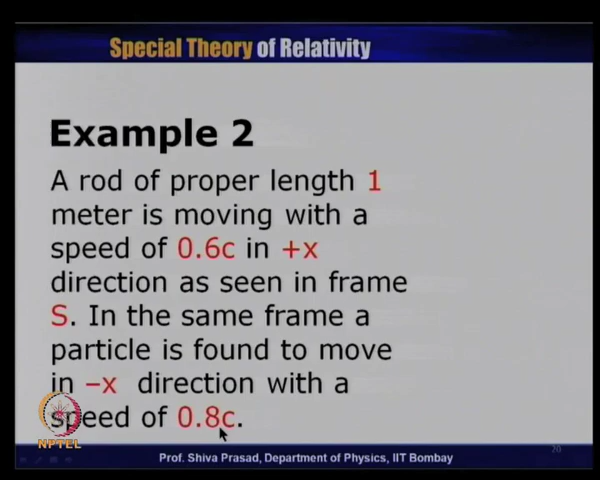 Special Theory of Relativity
Example 2
A rod of proper length 1
meter is moving with a
speed of 0.6c in +x
direction as seen in frame
S. In the same frame a
particle is found to move
in –x direction with a
speed of 0.8c.
NPTEL
Prof. Shiva Prasad, Department of Physics, IIT Bombay
20